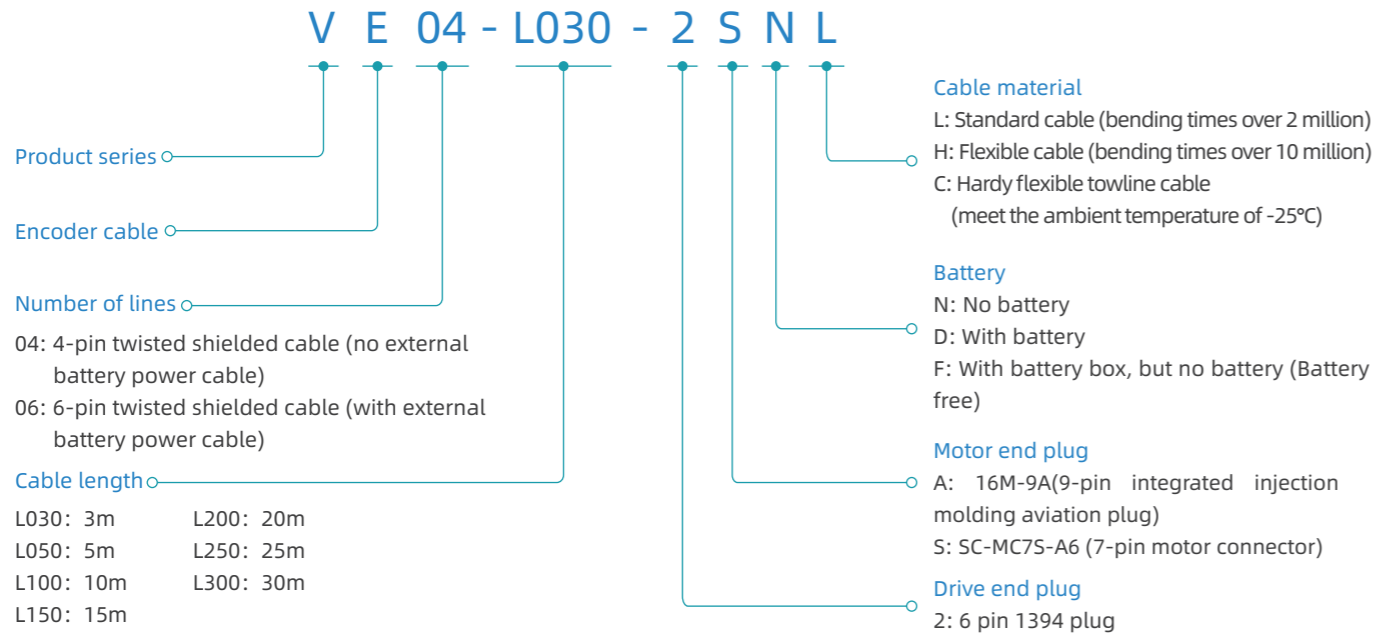 V E 04 - L030 - 2 S N L
Product series
Encoder cable
Number of lines
04: 4-pin twisted shielded cable (no external
battery power cable)
06: 6-pin twisted shielded cable (with external
battery power cable)
Cable length
L030: 3m L200: 20m
L050: 5m L250: 25m
L100: 10m L300: 30m
L150: 15m
Cable material
L: Standard cable (bending times over 2 million)
H: Flexible cable (bending times over 10 million)
C: Hardy flexible towline cable
(meet the ambient temperature of -25℃)
Battery
N: No battery
D: With battery
F: With battery box, but no battery (Battery
free)
Motor end plug
A: 16M-9A(9-pin integrated injection
molding aviation plug)
S: SC-MC7S-A6 (7-pin motor connector)
Drive end plug
2: 6 pin 1394 plug